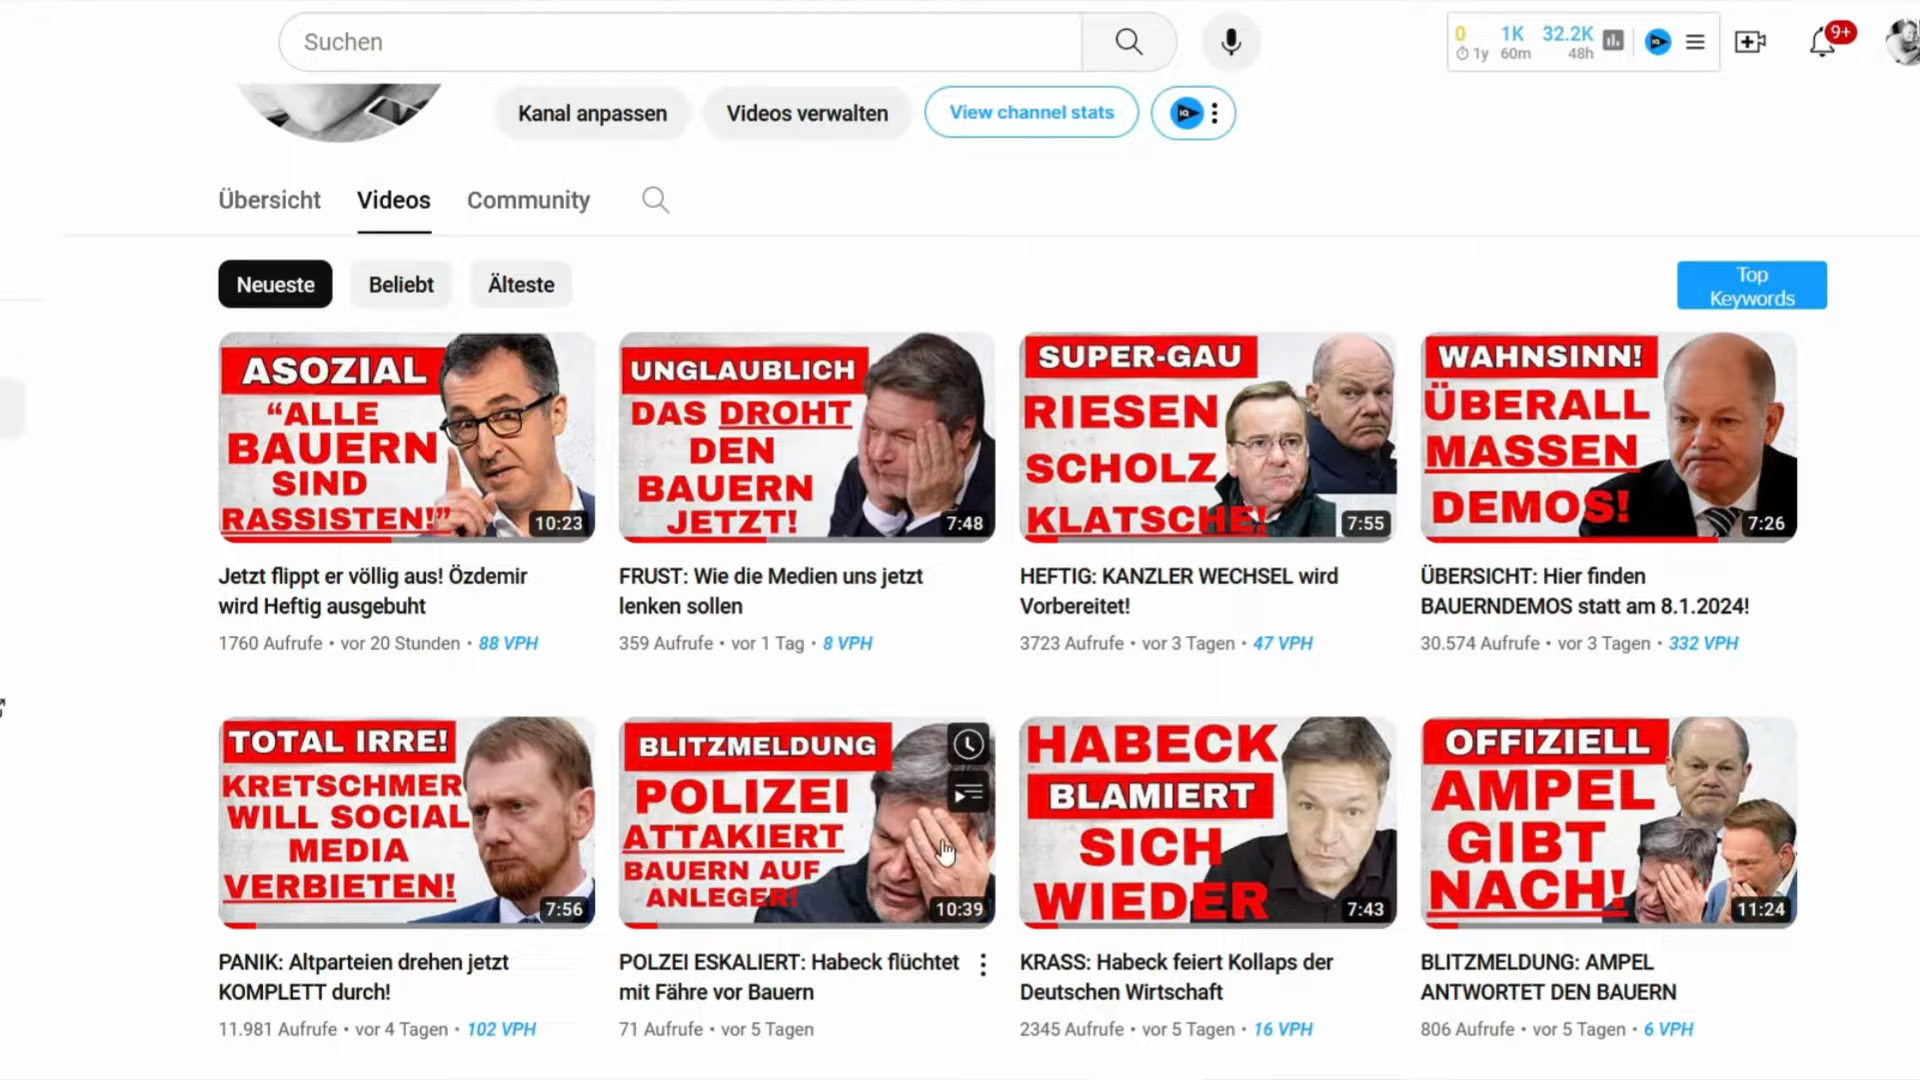 Suchen
0 1K 32.2K
1y 60m 48h
9+
Kanal anpassen
Videos verwalten
View channel stats
IQ
Übersicht
Videos
Community
Neueste
Beliebt
Älteste
Top
Keywords
ASOZIAL
“ALLE
BAUERN
SIND
RASSISTEN!”
10:23
UNGLAUBLICH
DAS DROHT
DEN
BAUERN
JETZT!
7:48
SUPER-GAU
RIESEN
SCHOLZ
KLATSCHE!
7:55
WAHNSINN!
ÜBERALL
MASSEN
DEMOS!
7:26
Jetzt flippt er völlig aus! Özdemir
wird Heftig ausgebuht
1760 Aufrufe • vor 20 Stunden • 88 VPH
FRUST: Wie die Medien uns jetzt
lenken sollen
359 Aufrufe • vor 1 Tag • 8 VPH
HEFTIG: KANZLER WECHSEL wird
Vorbereitet!
3723 Aufrufe • vor 3 Tagen • 47 VPH
ÜBERSICHT: Hier finden
BAUERNDEMOS statt am 8.1.2024!
30.574 Aufrufe • vor 3 Tagen • 332 VPH
TOTAL IRRE!
KRETSCHMER
WILL SOCIAL
MEDIA
VERBIETEN!
7:56
BLITZMELDUNG
POLIZEI
ATTAKIERT
BAUERN AUF
ANLEGER!
10:39
HABECK
BLAMIERT
SICH
WIEDER
7:43
OFFIZIELL
AMPEL
GIBT
NACH!
11:24
PANIK: Altparteien drehen jetzt
KOMPLETT durch!
11.981 Aufrufe • vor 4 Tagen • 102 VPH
POLZEI ESKALIERT: Habeck flüchtet
mit Fähre vor Bauern
71 Aufrufe • vor 5 Tagen
KRASS: Habeck feiert Kollaps der
Deutschen Wirtschaft
2345 Aufrufe • vor 5 Tagen • 16 VPH
BLITZMELDUNG: AMPEL
ANTWORTET DEN BAUERN
806 Aufrufe • vor 5 Tagen • 6 VPH